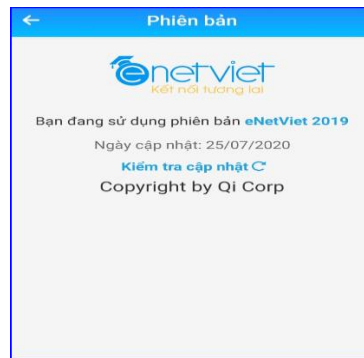 Phiên bản
enetviet
Kết nối tương lai
Bạn đang sử dụng phiên bản eNetViet 2019
Ngày cập nhật: 25/07/2020
Kiểm tra cập nhật
Copyright by Qi Corp